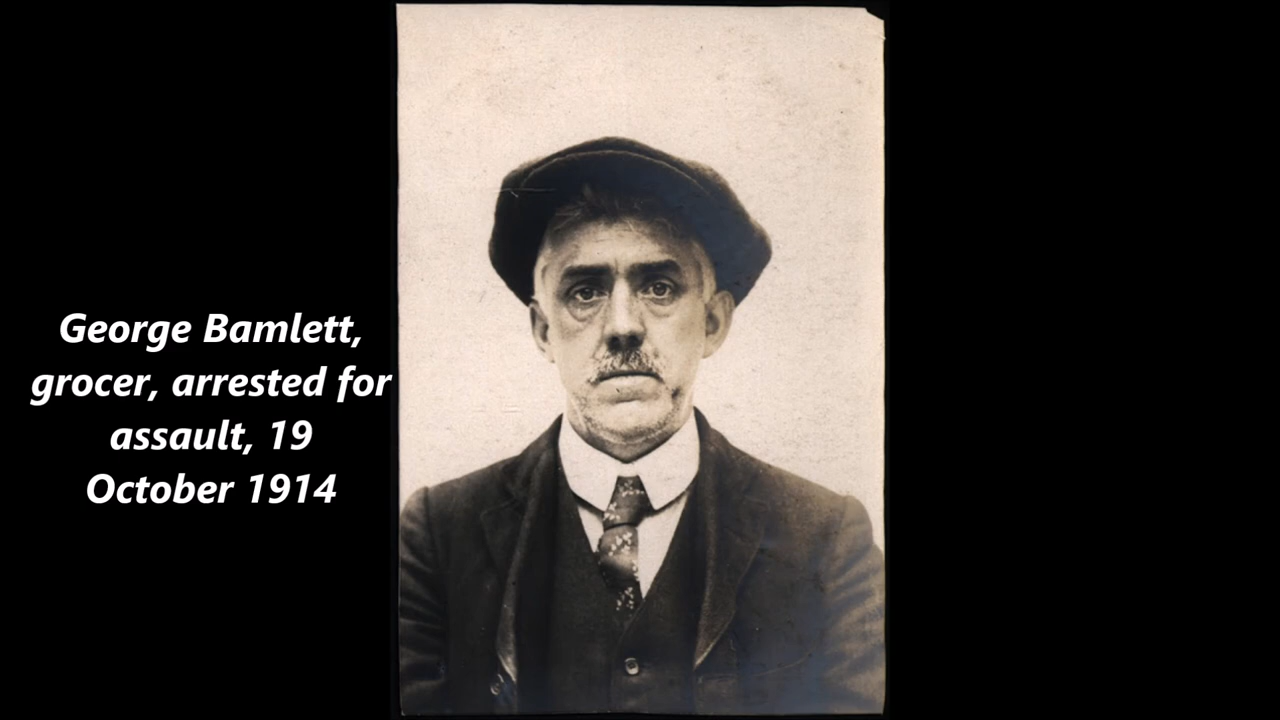 George Bamlett,
grocer, arrested for
assault, 19
October 1914